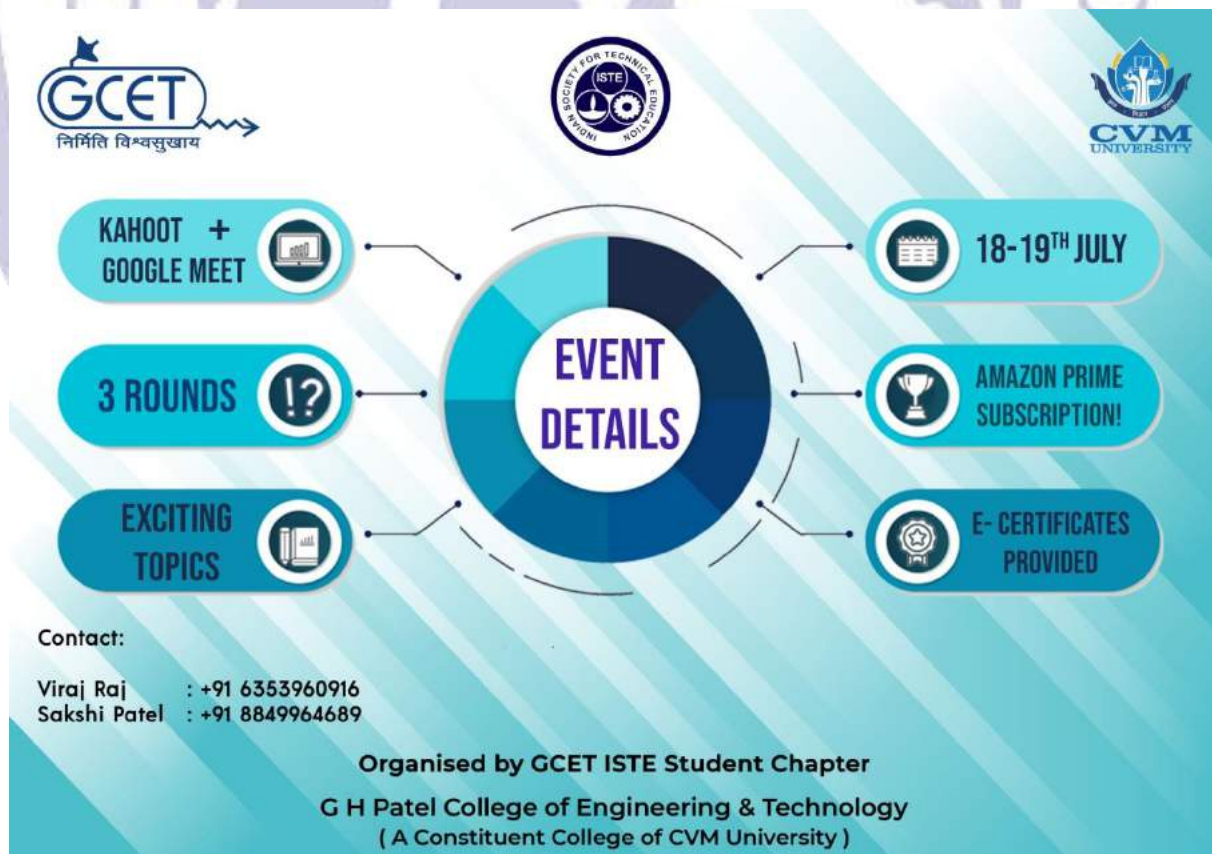 GCET
निर्मिति विश्वसुखाय
INDIAN SOCIETY FOR TECHNICAL EDUCATION
ISTE
CVM
UNIVERSITY
KAHOOT +
GOOGLE MEET
3 ROUNDS
!?
EXCITING
TOPICS
EVENT
DETAILS
18-19TH JULY
AMAZON PRIME
SUBSCRIPTION!
E- CERTIFICATES
PROVIDED
Contact:
Viraj Raj : +91 6353960916
Sakshi Patel : +91 8849964689
Organised by GCET ISTE Student Chapter
G H Patel College of Engineering & Technology
( A Constituent College of CVM University )